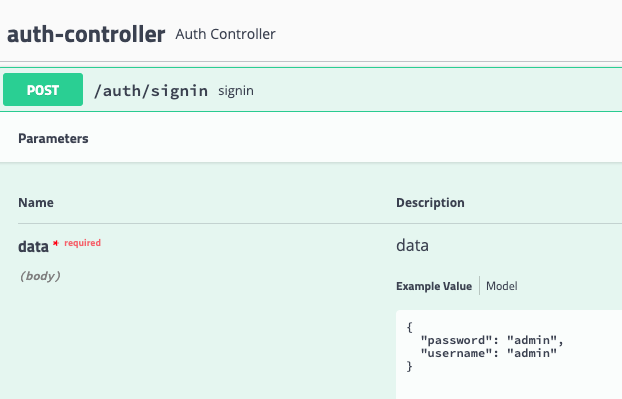 auth-controller Auth Controller
POST /auth/signin signin
Parameters
Name Description
data * required data
(body)
Example Value Model
{
"password": "admin",
"username": "admin"
}